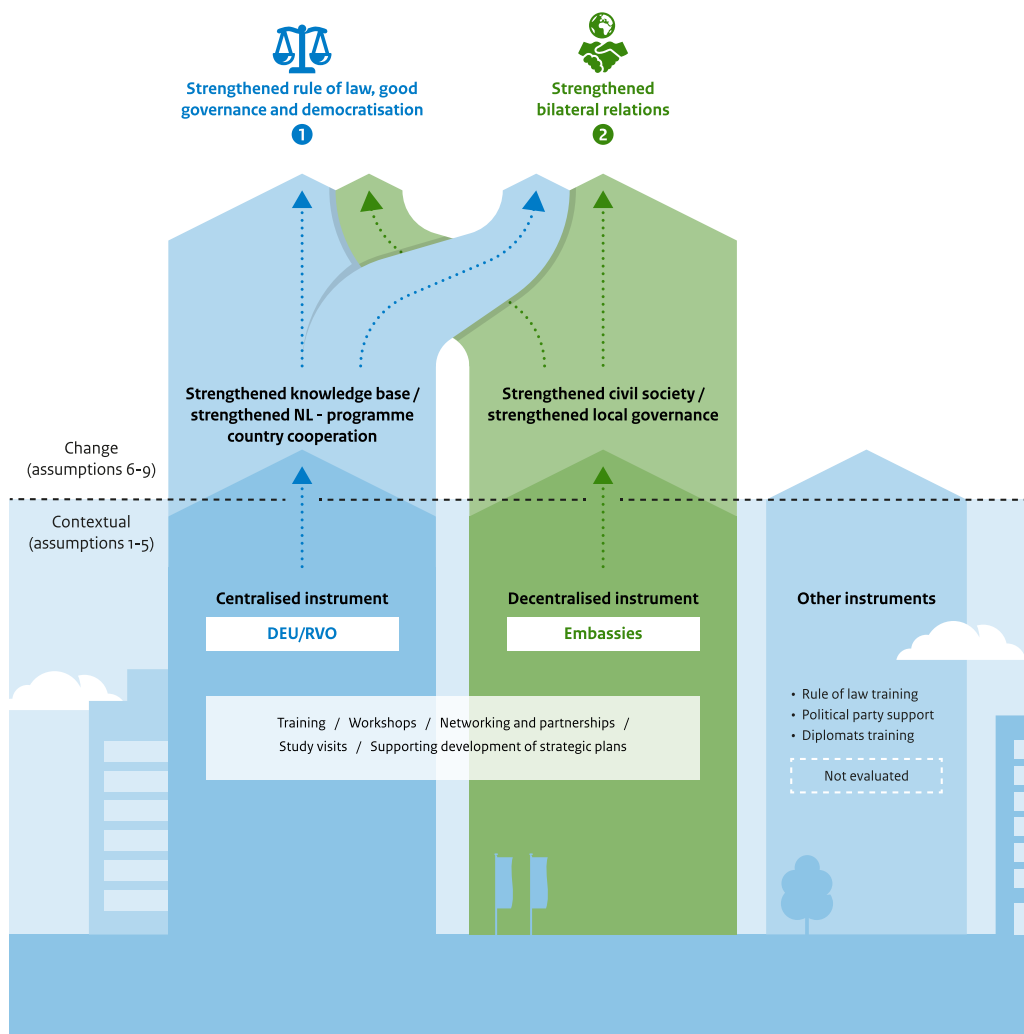 Strengthened rule of law, good
governance and democratisation
1
Strengthened
bilateral relations
2
Strengthened knowledge base /
strengthened NL - programme
country cooperation
Strengthened civil society /
strengthened local governance
Change
(assumptions 6-9)
Contextual
(assumptions 1-5)
Centralised instrument
DEU/RVO
Decentralised instrument
Embassies
Other instruments
Training / Workshops / Networking and partnerships /
Study visits / Supporting development of strategic plans
• Rule of law training
• Political party support
• Diplomats training
Not evaluated